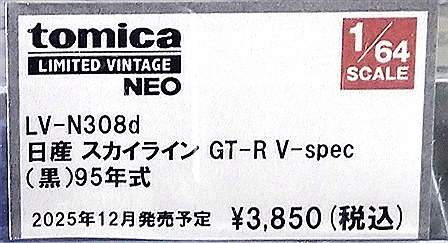 tomica
LIMITED VINTAGE
NEO
1/64
SCALE
LV-N308d
日産 スカイライン GT-R V-spec
(黒)95年式
2025年12月発売予定 ¥3,850(税込)